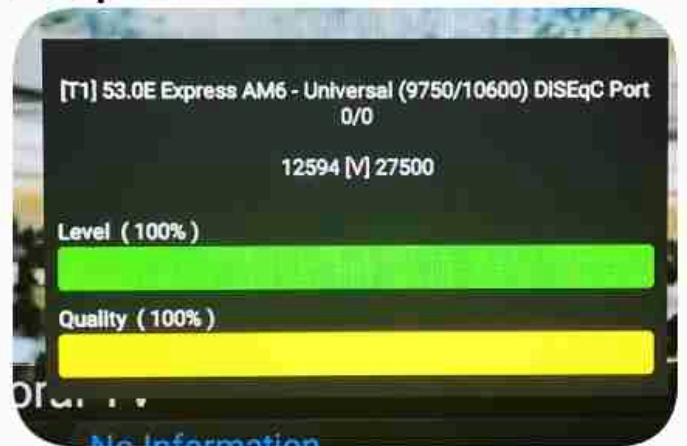 [T1] 53.0E Express AM6 - Universal (9750/10600) DiSEqC Port
0/0
12594 [V] 27500
Level ( 100% )
Quality ( 100% )
TV
No Information